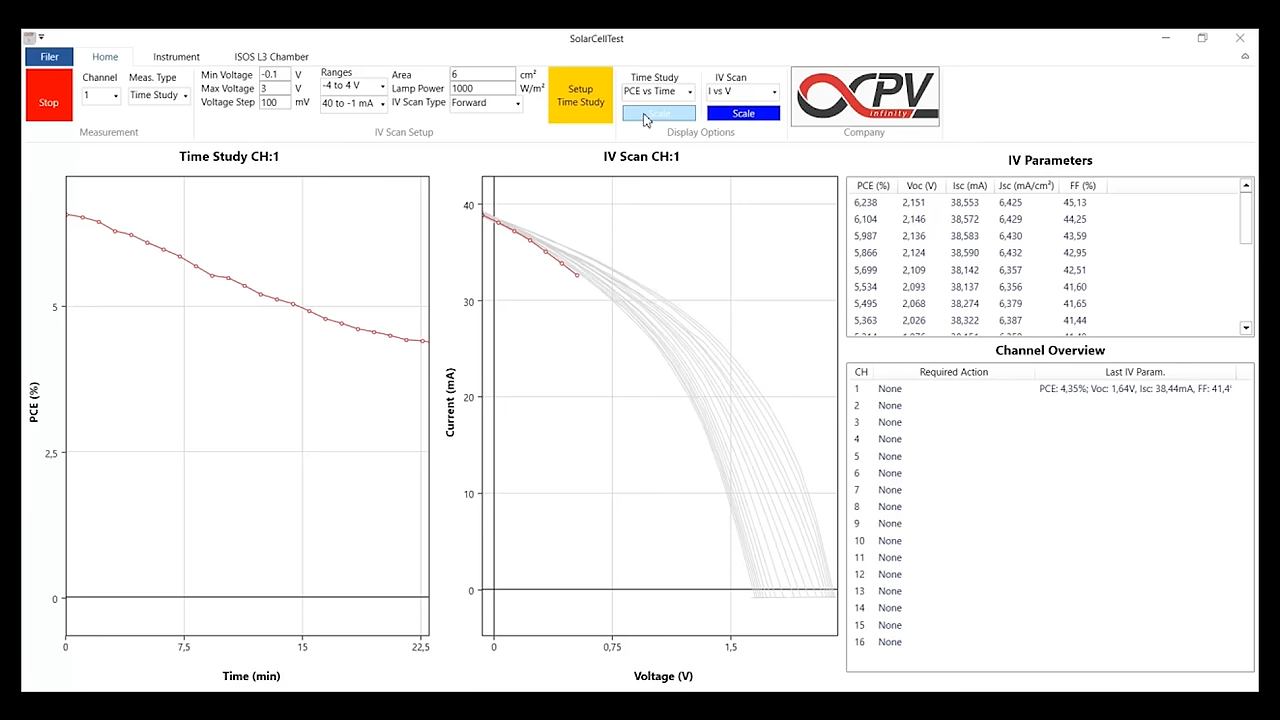 SolarCellTest
Filer Home Instrument ISOS L3 Chamber
Stop
Channel
1
Meas. Type
Time Study
Measurement
Min Voltage -0.1 V
Max Voltage 3 V
Voltage Step 100 mV
Ranges
-4 to 4 V
40 to -1 mA
Area 6 cm²
Lamp Power 1000 W/m²
IV Scan Type Forward
IV Scan Setup
Setup
Time Study
Time Study
PCE vs Time
Scale
IV Scan
I vs V
Scale
Display Options
PV
infinity
Company
Time Study CH:1
PCE (%)
5
2,5
0
0 7,5 15 22,5
Time (min)
IV Scan CH:1
Current (mA)
40
30
20
10
0
0 0,75 1,5
Voltage (V)
IV Parameters
PCE (%) Voc (V) Isc (mA) Jsc (mA/cm²) FF (%)
6,238 2,151 38,553 6,425 45,13
6,104 2,146 38,572 6,429 44,25
5,987 2,136 38,583 6,430 43,59
5,866 2,124 38,590 6,432 42,95
5,699 2,109 38,142 6,357 42,51
5,534 2,093 38,137 6,356 41,60
5,495 2,068 38,274 6,379 41,65
5,363 2,026 38,322 6,387 41,44
Channel Overview
CH Required Action Last IV Param.
1 None PCE: 4,35%; Voc: 1,64V, Isc: 38,44mA, FF: 41,4
2 None
3 None
4 None
5 None
6 None
7 None
8 None
9 None
10 None
11 None
12 None
13 None
14 None
15 None
16 None